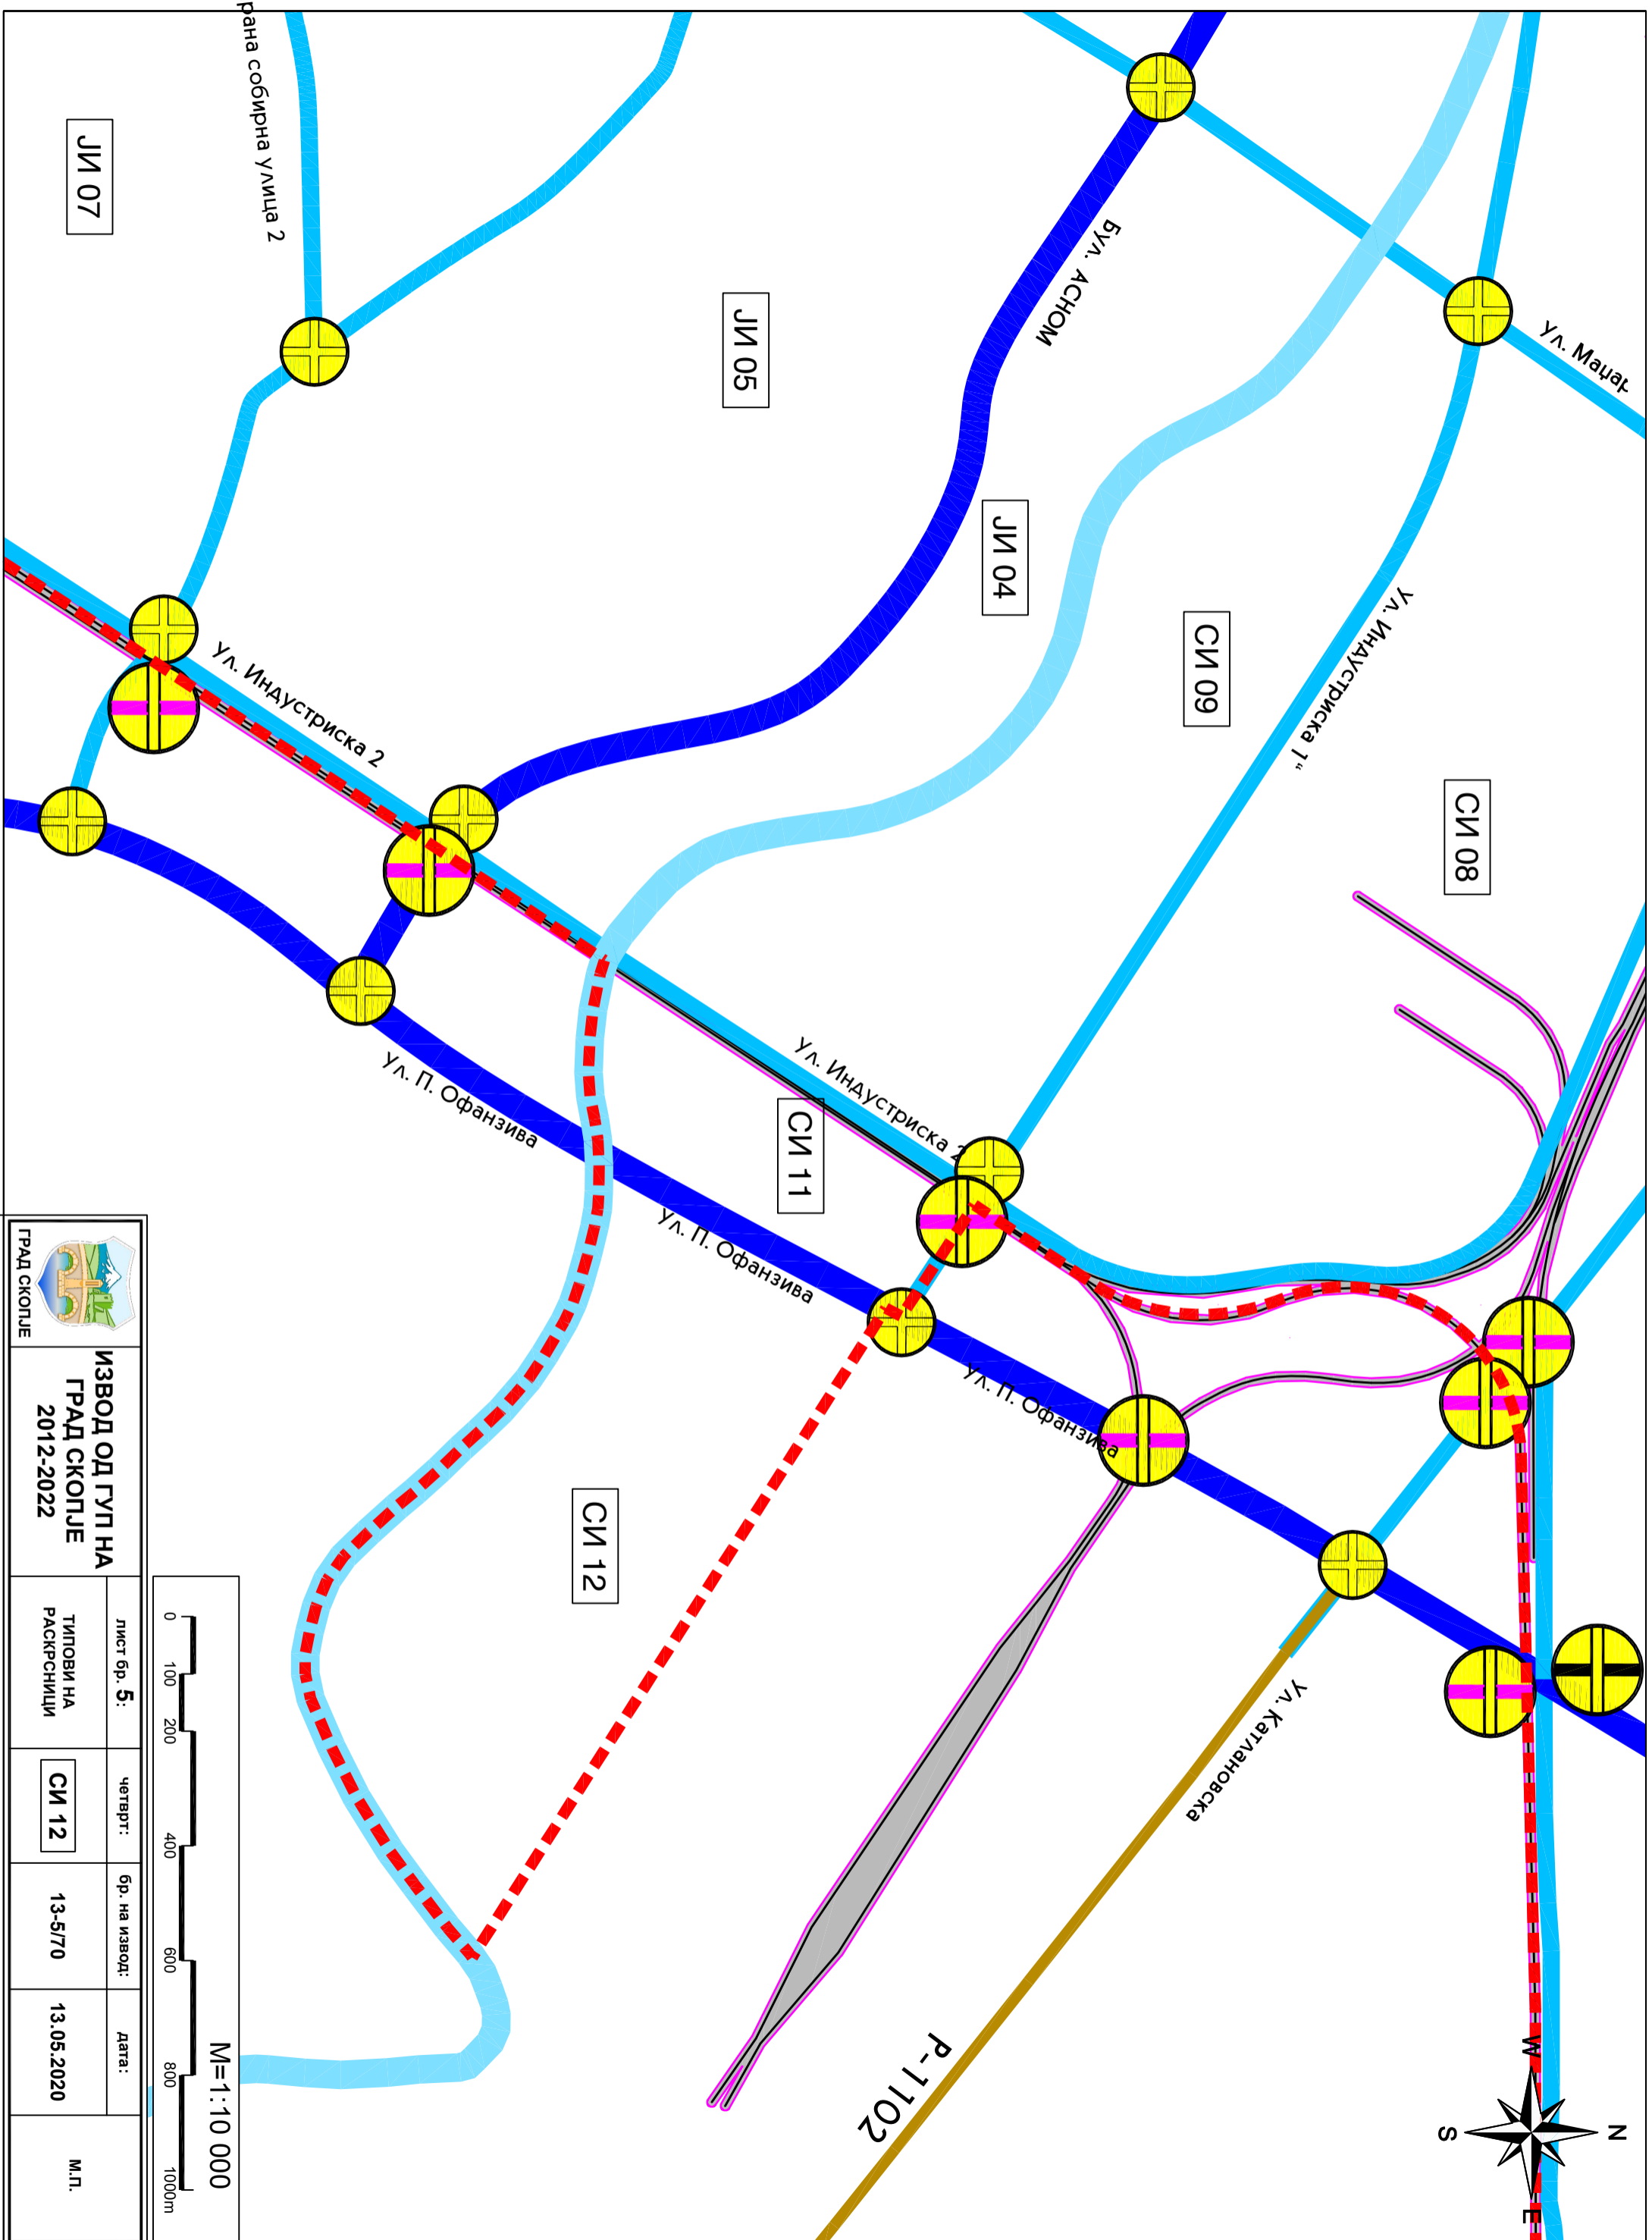 рана собирна улица 2
Бул. АСНОМ
Ул. Маџар
ЈИ 07
ЈИ 05
ЈИ 04
СИ 09
СИ 08
Ул. Индустриска 1"
Ул. Индустриска 2
Ул. Индустриска 2
СИ 11
Ул. П. Офанзива
Ул. П. Офанзива
Ул. П. Офанзива
СИ 12
Ул. Катлановска
Р-1102
N
W
E
S
М=1:10 000
0 100 200 400 600 800 1000m
ГРАД СКОПЈЕ
ИЗВОД ОД ГУП НА
ГРАД СКОПЈЕ
2012-2022
лист бр. 5:
ТИПОВИ НА
РАСКРСНИЦИ
четврт:
СИ 12
бр. на извод:
13-5/70
дата:
13.05.2020
м.п.